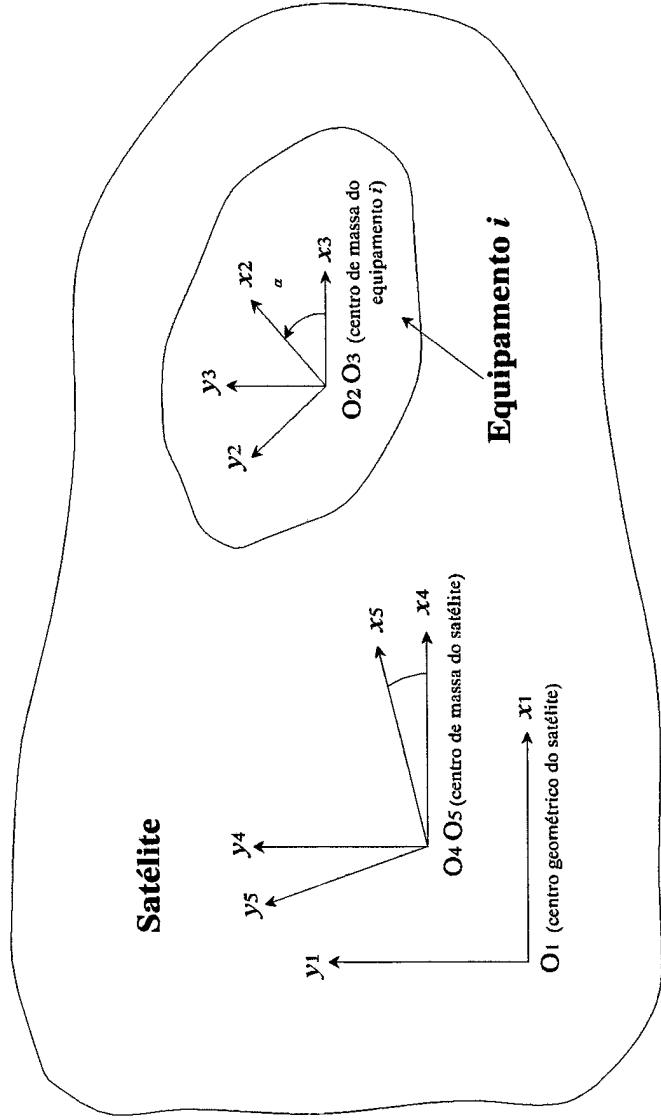 Satélite
y3
x2
y2
α
x3
O2 O3 (centro de massa do
equipamento i)
Equipamento i
y4
x5
y5
x4
O4 O5 (centro de massa do satélite)
y1
x1
O1 (centro geométrico do satélite)